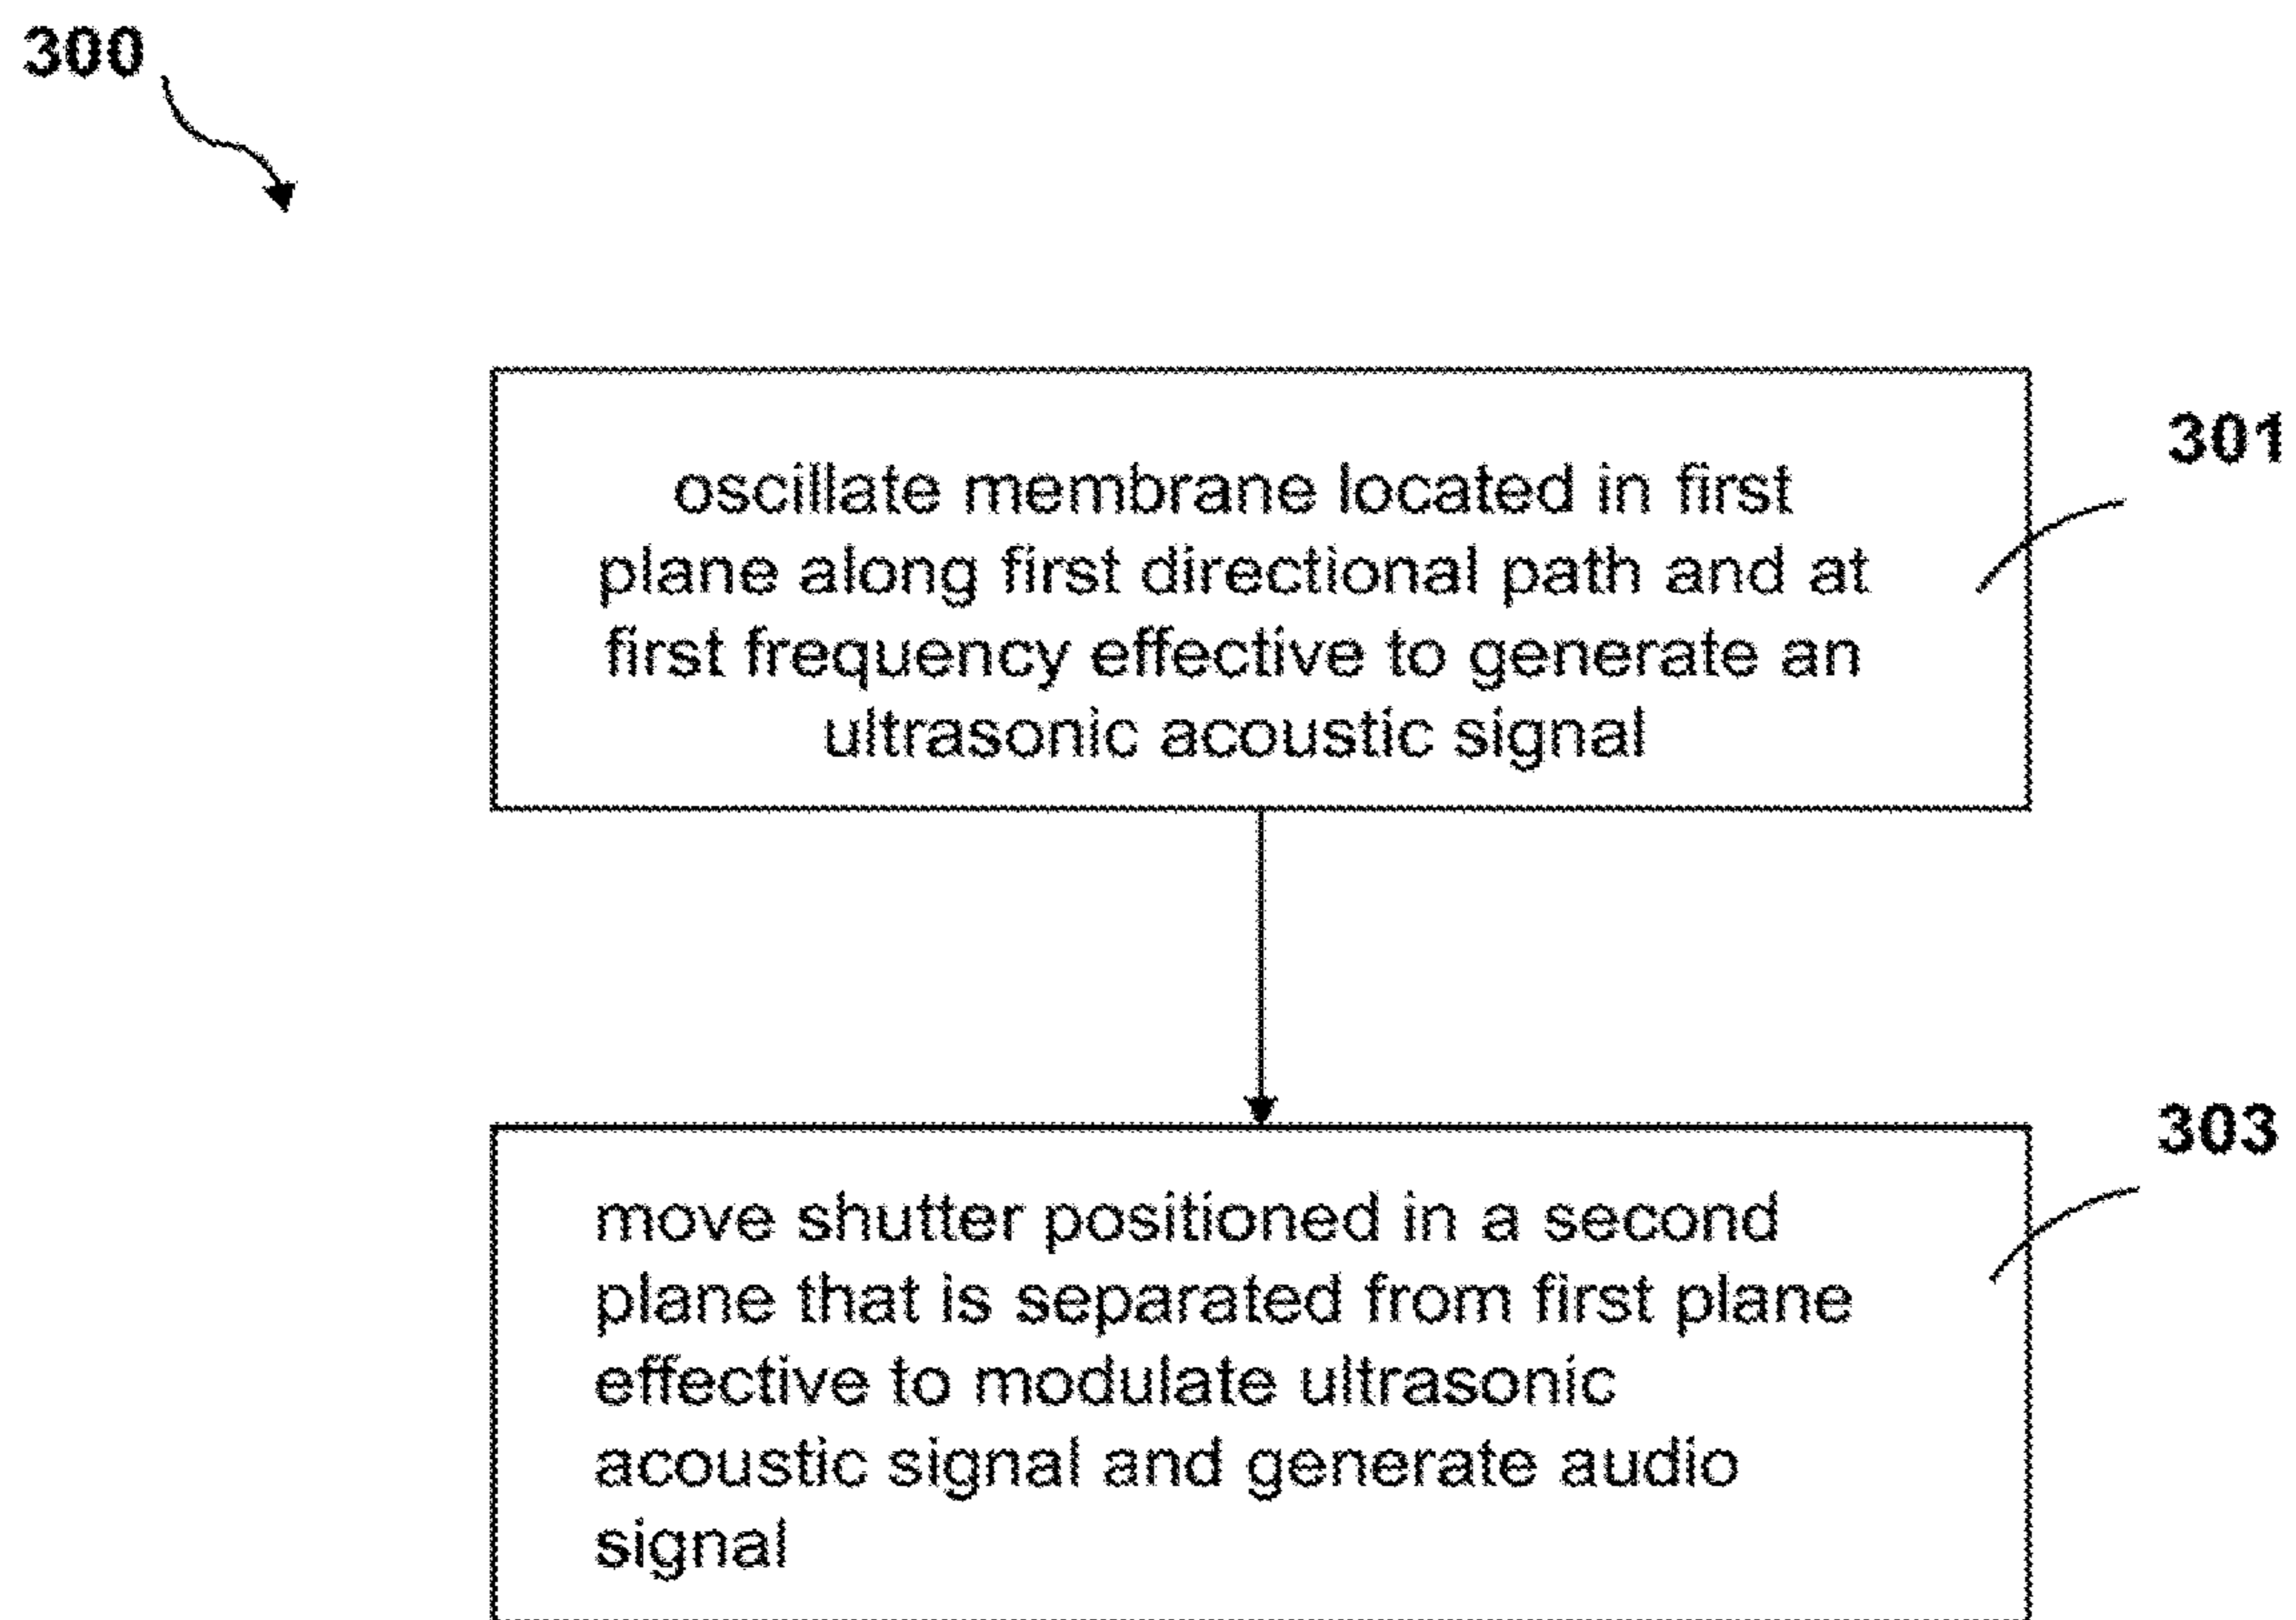 300
301
oscillate membrane located in first
plane along first directional path and at
first frequency effective to generate an
ultrasonic acoustic signal
303
move shutter positioned in a second
plane that is separated from first plane
effective to modulate ultrasonic
acoustic signal and generate audio
signal